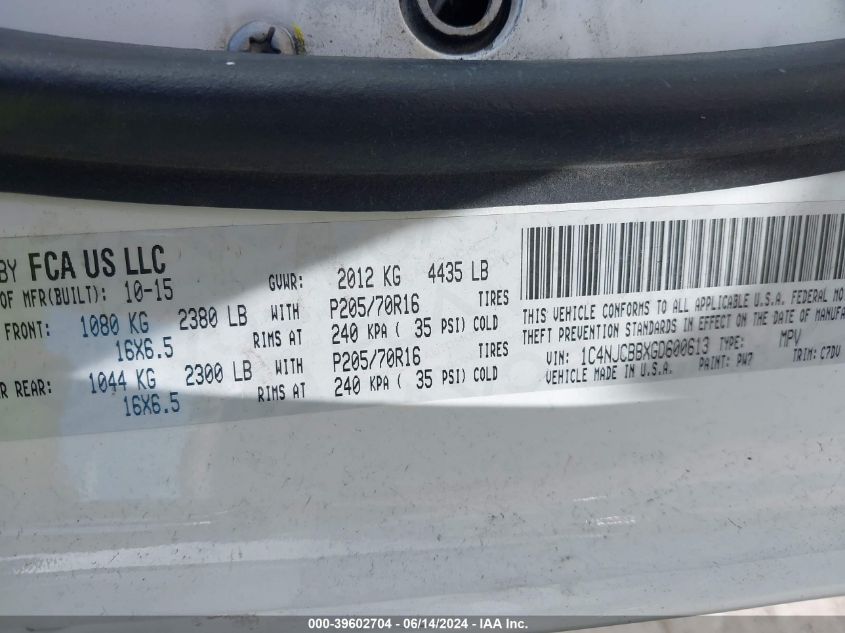 BY FCA US LLC
OF MFR(BUILT): 10-15 GVWR: 2012 KG 4435 LB
FRONT: 1080 KG 2380 LB WITH P205/70R16 TIRES
16X6.5 RIMS AT 240 KPA ( 35 PSI) COLD
R REAR: 1044 KG 2300 LB WITH P205/70R16 TIRES
16X6.5 RIMS AT 240 KPA ( 35 PSI) COLD
THIS VEHICLE CONFORMS TO ALL APPLICABLE U.S.A. FEDERAL MO
THEFT PREVENTION STANDARDS IN EFFECT ON THE DATE OF MANUFA
VIN: 1C4NJCBBXGD600613 TYPE: MPV
VEHICLE MADE IN U.S.A. PAINT: PW7 TRIM: C7DV
000-39602704 - 06/14/2024 - IAA Inc.